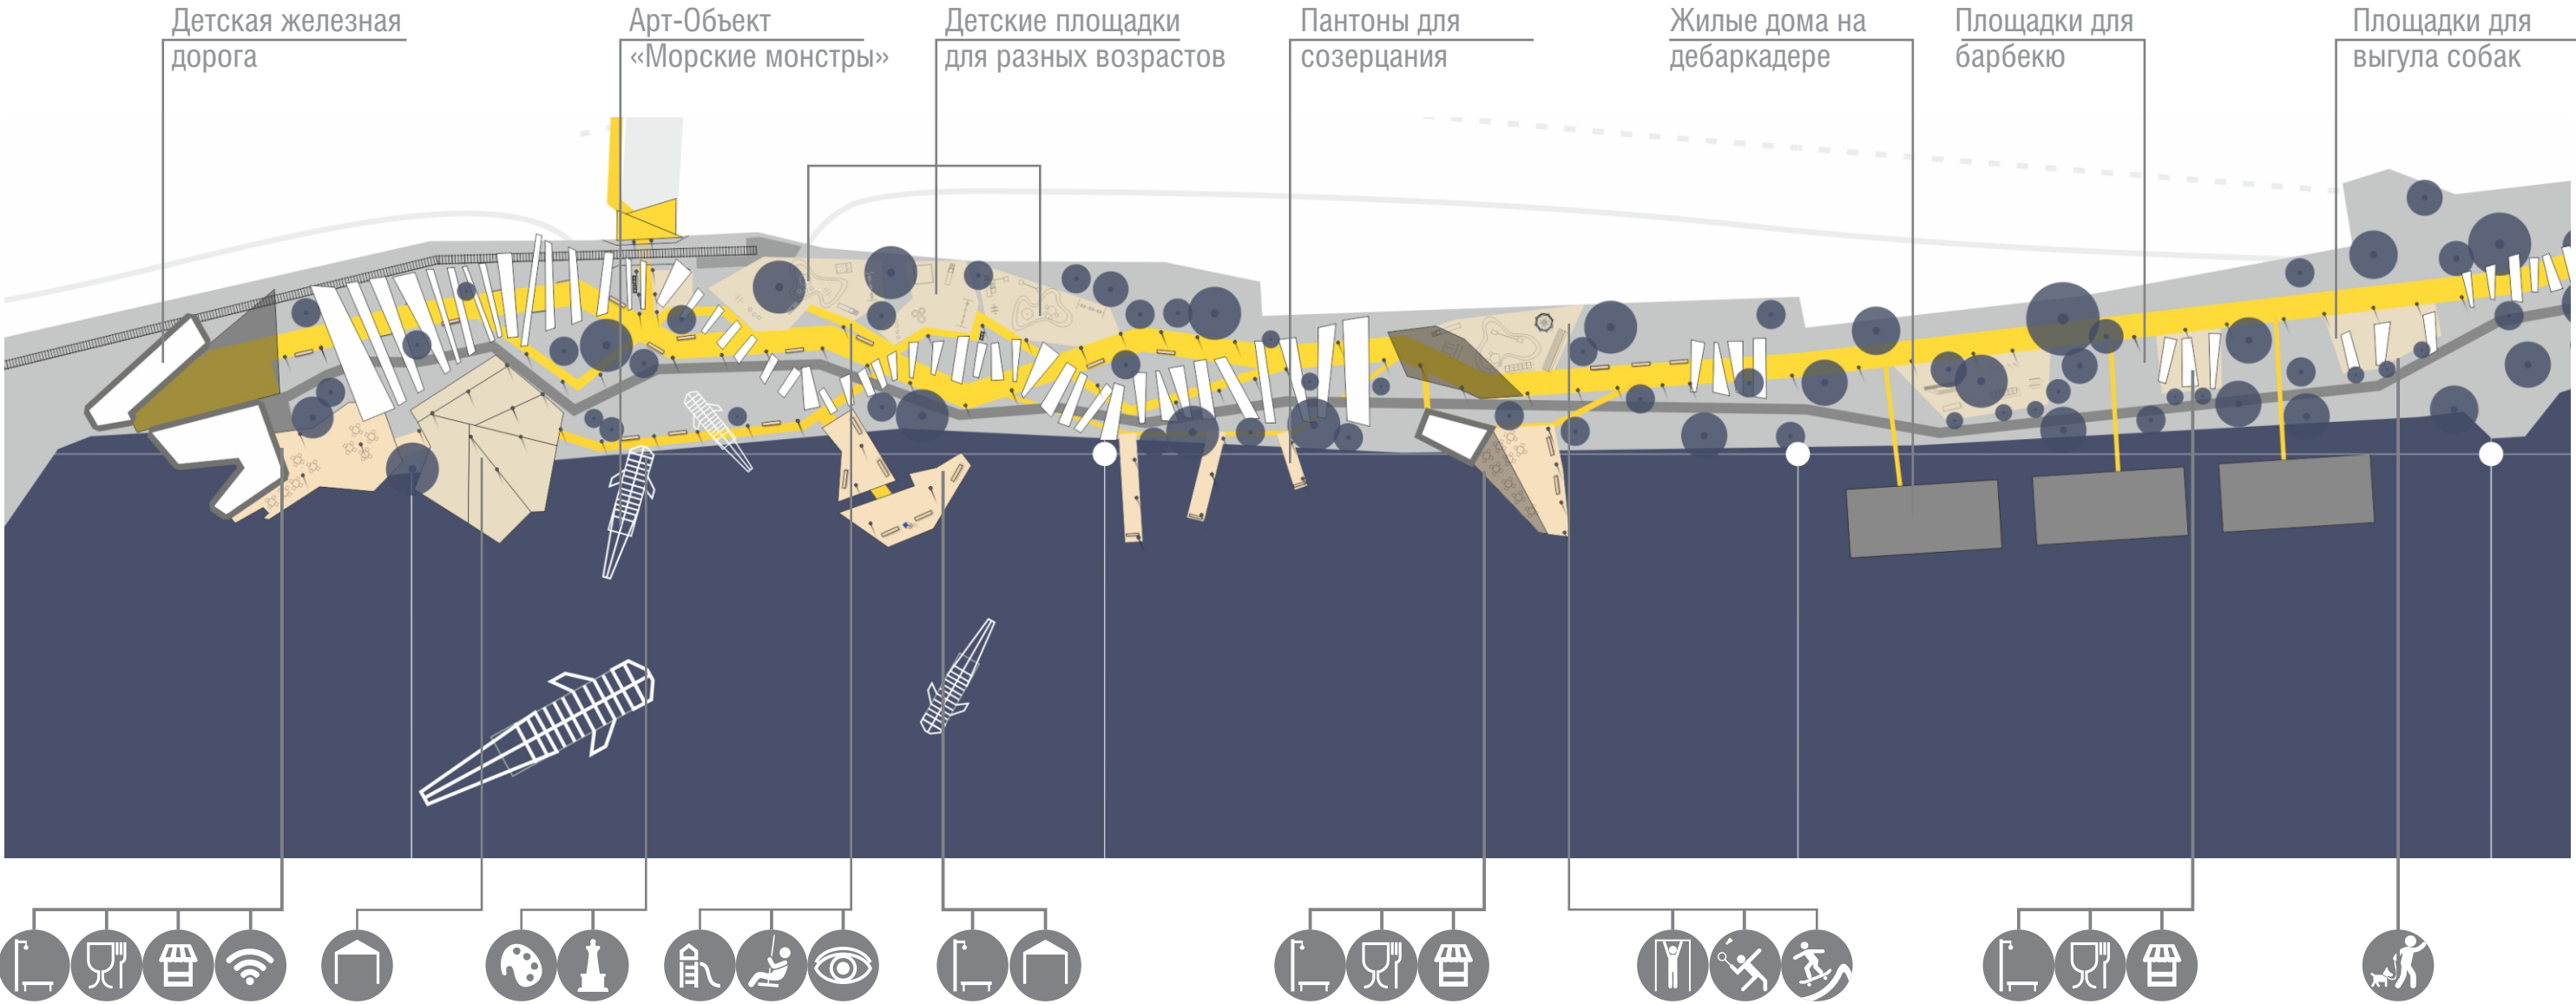 Детская железная
дорога
Арт-Объект
«Морские монстры»
Детские площадки
для разных возрастов
Пантоны для
созерцания
Жилые дома на
дебаркадере
Площадки для
барбекю
Площадки для
выгула собак